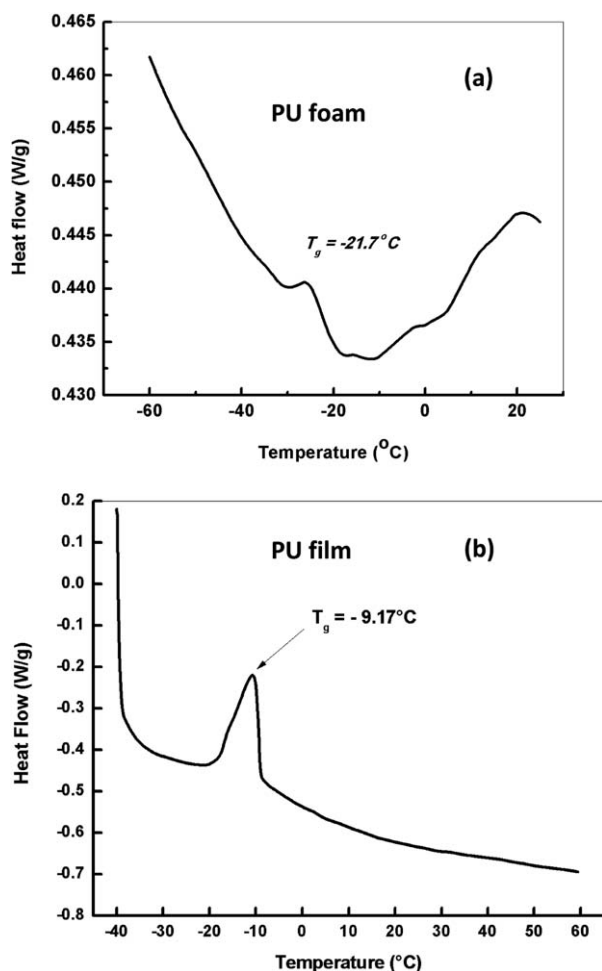 (a)
PU foam
T_g = -21.7°C
Heat flow (W/g)
0.465
0.460
0.455
0.450
0.445
0.440
0.435
0.430
-60 -40 -20 0 20
Temperature (°C)
PU film (b)
T_g = - 9.17°C
Heat Flow (W/g)
0.2
0.1
0.0
-0.1
-0.2
-0.3
-0.4
-0.5
-0.6
-0.7
-0.8
-40 -30 -20 -10 0 10 20 30 40 50 60
Temperature (°C)